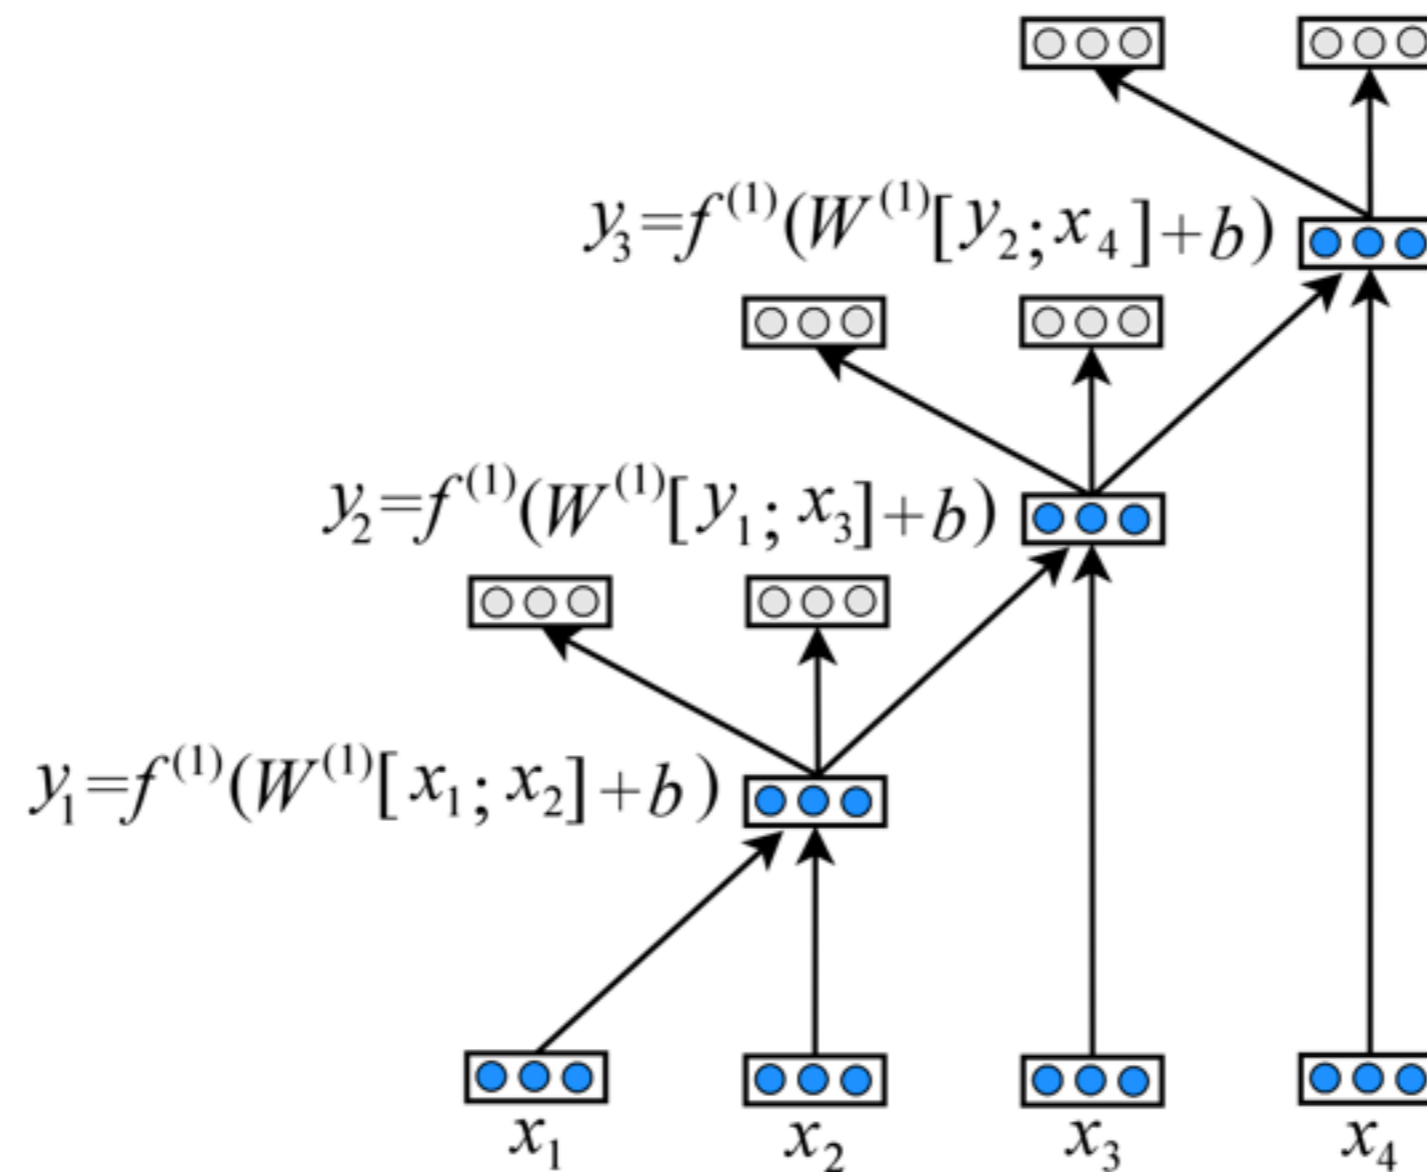 y₃=f⁽¹⁾(W⁽¹⁾[y₂;x₄]+b)
y₂=f⁽¹⁾(W⁽¹⁾[y₁;x₃]+b)
y₁=f⁽¹⁾(W⁽¹⁾[x₁;x₂]+b)
x₁ x₂ x₃ x₄